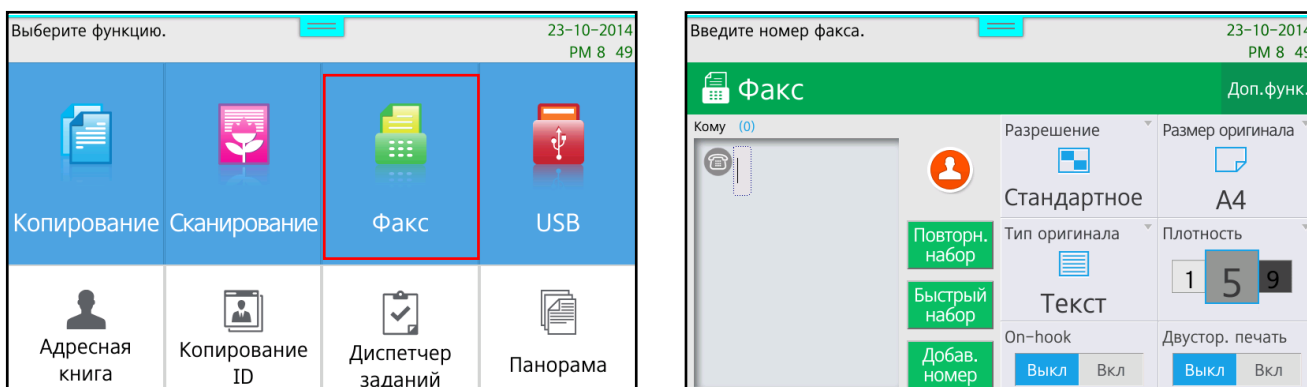 Выберите функцию.
23-10-2014
PM 8 49
Копирование Сканирование Факс USB
Адресная книга
Копирование ID
Диспетчер заданий
Панорама
Введите номер факса.
23-10-2014
PM 8 49
Факс
Доп.функ.
Кому (0)
Повторн. набор
Быстрый набор
Добав. номер
Разрешение
Стандартное
Размер оригинала
A4
Тип оригинала
Текст
Плотность
1 5 9
On-hook
Выкл Вкл
Двустор. печать
Выкл Вкл